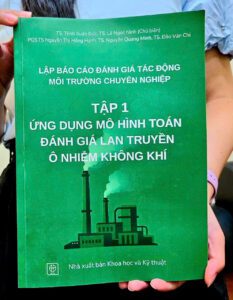 TS. Trịnh Xuân Đức, TS. Lê Ngọc Hành (Chủ biên)
PGS.TS Nguyễn Thị Hồng Hạnh, TS. Nguyễn Quang Minh, TS. Đào Văn Chi
LẬP BÁO CÁO ĐÁNH GIÁ TÁC ĐỘNG
MÔI TRƯỜNG CHUYÊN NGHIỆP
TẬP 1
ỨNG DỤNG MÔ HÌNH TOÁN
ĐÁNH GIÁ LAN TRUYỀN
Ô NHIỄM KHÔNG KHÍ
Nhà xuất bản Khoa học và Kỹ thuật